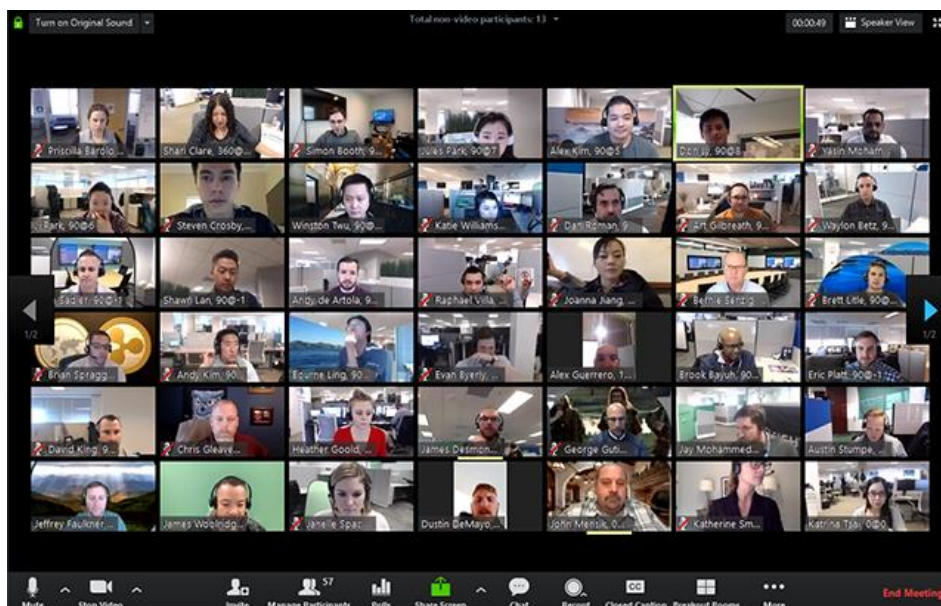 Turn on Original Sound
Total non-video participants: 13
00:00:49
Speaker View
Priscilla Barolo, ...
Shari Clare, 360@...
Simon Booth, 9...
Jules Park, 90@7
Alex Kim, 90@5
Don Ly, 90@8
Yasin Moham...
Park, 90@6
Steven Crosby, ...
Winston Twu, 90@...
Katie Williams...
Dan Roman, 9
Art Gilbreath, 9...
Waylon Betz, 9...
Sadler, 90@-1
Shawn Lan, 90@-1
Andy de Artola, 9...
Raphael Villa, ...
Joanna Jiang, ...
Bernie Senzig
Brett Litle, 90@...
1/2
1/2
Brian Spragg...
Andy Kim, 90...
Bourne Ling, 90...
Evan Byerly, ...
Alex Guerrero, 1...
Brook Bayuh, 90...
Eric Platt, 90@-1
David King, 9...
Chris Gleave...
Heather Goold, ...
James Desmon...
George Guti...
Jay Mohammed...
Austin Stumpe, ...
Jeffrey Faulkner, ...
James Woolridg...
Janelle Spac
Dustin DeMayo, ...
John Mensik, 0...
Katherine Sm...
Katrina Tsai, 0@0
57
CC
Mute
Stop Video
Invite
Manage Participants
Polls
Share Screen
Chat
Record
Closed Caption
Breakout Rooms
More
End Meeting